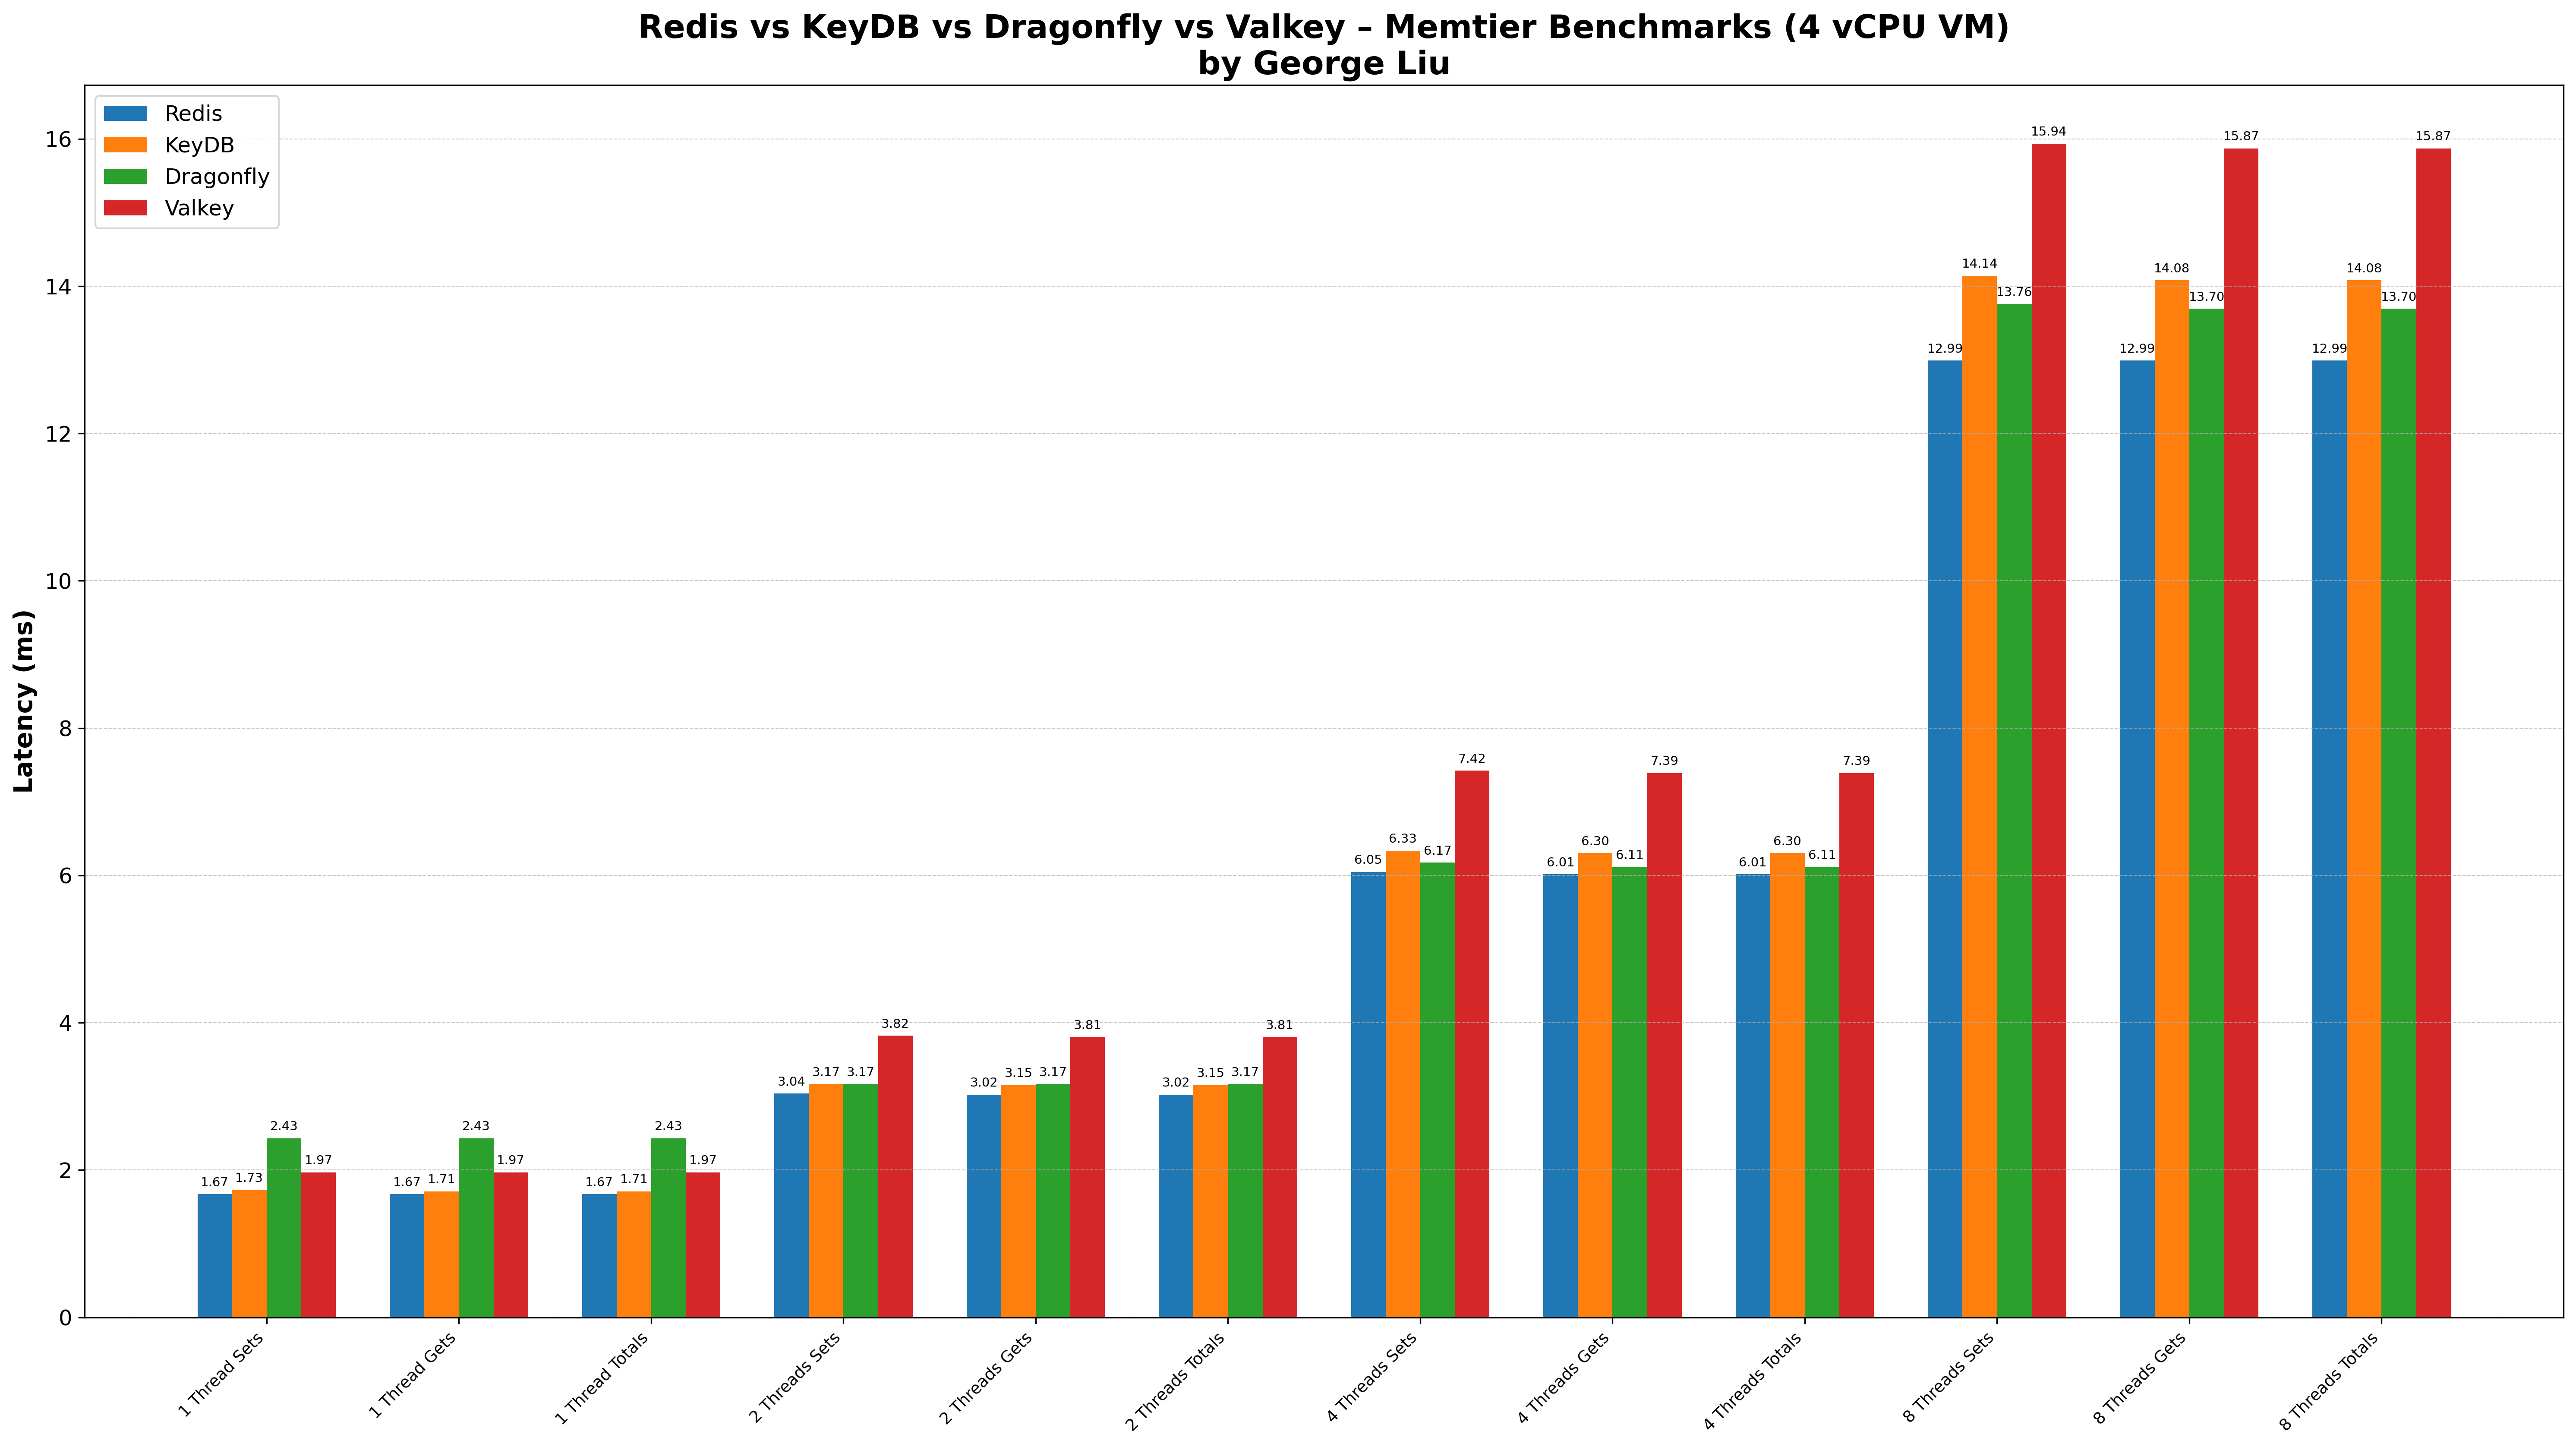 Redis vs KeyDB vs Dragonfly vs Valkey – Memtier Benchmarks (4 vCPU VM)
by George Liu
Redis
KeyDB
Dragonfly
Valkey
Latency (ms)
16
14
12
10
8
6
4
2
0
1.67 1.73 2.43 1.97
1.67 1.71 2.43 1.97
1.67 1.71 2.43 1.97
3.04 3.17 3.17 3.82
3.02 3.15 3.17 3.81
3.02 3.15 3.17 3.81
6.05 6.33 6.17 7.42
6.01 6.30 6.11 7.39
6.01 6.30 6.11 7.39
12.99 14.14 13.76 15.94
12.99 14.08 13.70 15.87
12.99 14.08 13.70 15.87
1 Thread Sets
1 Thread Gets
1 Thread Totals
2 Threads Sets
2 Threads Gets
2 Threads Totals
4 Threads Sets
4 Threads Gets
4 Threads Totals
8 Threads Sets
8 Threads Gets
8 Threads Totals